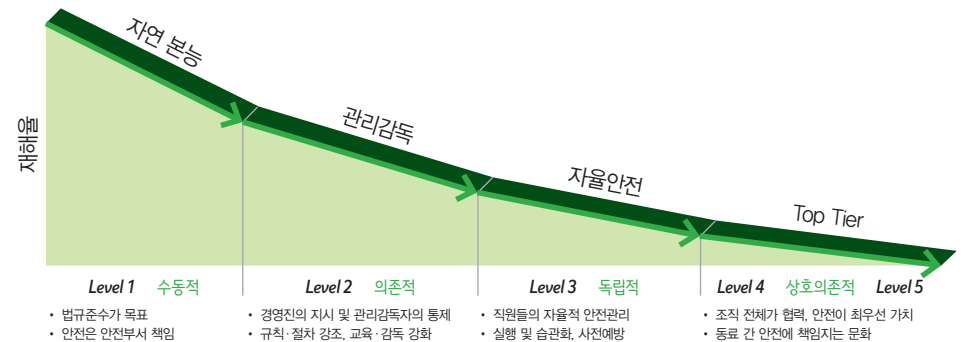 자연 본능
관리감독
자율안전
Top Tier
재해율
Level 1 수동적
• 법규준수가 목표
• 안전은 안전부서 책임
Level 2 의존적
• 경영진의 지시 및 관리감독자의 통제
• 규칙·절차 강조, 교육·감독 강화
Level 3 독립적
• 직원들의 자율적 안전관리
• 실행 및 습관화, 사전예방
Level 4 상호의존적 Level 5
• 조직 전체가 협력, 안전이 최우선 가치
• 동료 간 안전에 책임지는 문화